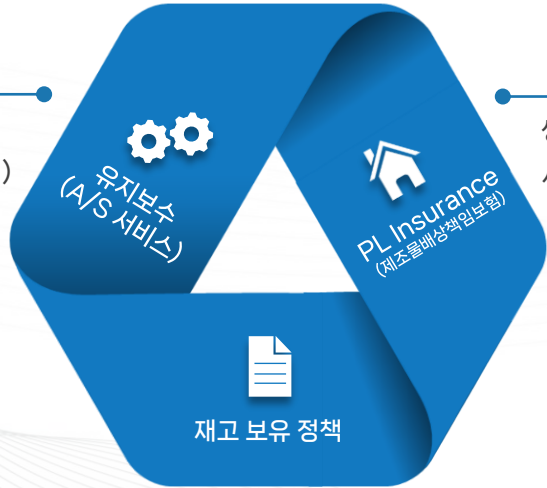 )
유지보수
(A/S 서비스)
PL Insurance
(제조물배상책임보험)
재고 보유 정책